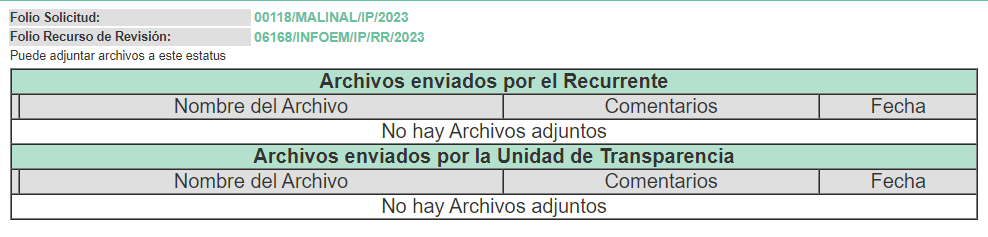 Folio Solicitud: 00118/MALINAL/IP/2023
Folio Recurso de Revisión: 06168/INFOEM/IP/RR/2023
Puede adjuntar archivos a este estatus
Archivos enviados por el Recurrente
Nombre del Archivo Comentarios Fecha
No hay Archivos adjuntos
Archivos enviados por la Unidad de Transparencia
Nombre del Archivo Comentarios Fecha
No hay Archivos adjuntos